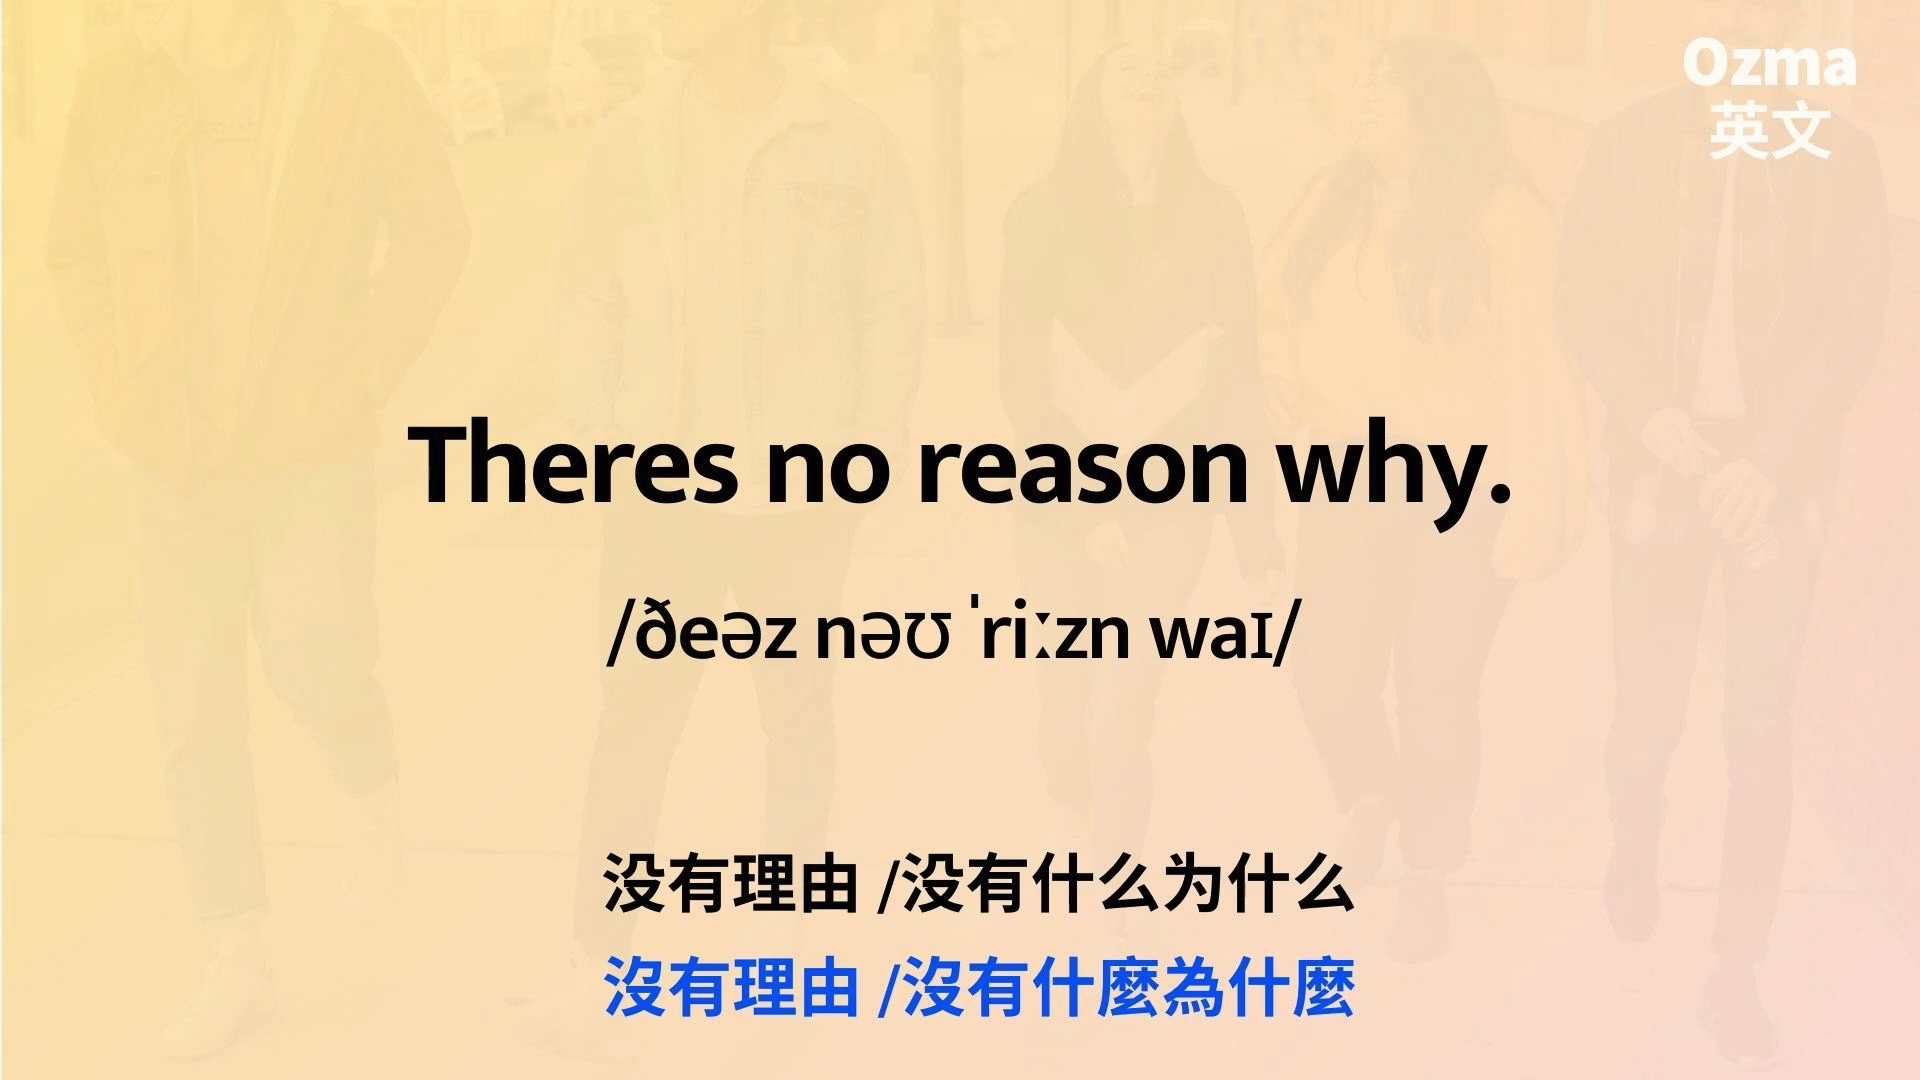 Ozma
英文
Theres no reason why.
/ðeəz nəʊ ˈriːzn waɪ/
没有理由 /没有什么为什么
沒有理由 /沒有什麼為什麼